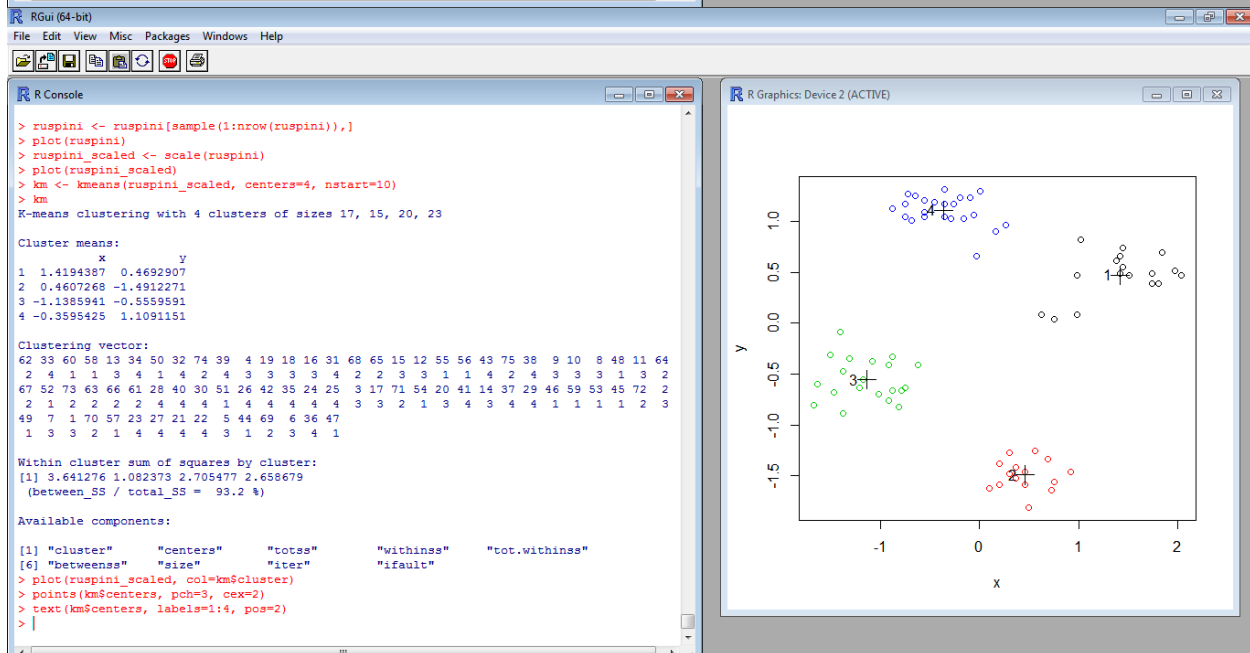 RGui (64-bit)
File Edit View Misc Packages Windows Help
STOP
R Console
> ruspini <- ruspini[sample(1:nrow(ruspini)),]
> plot(ruspini)
> ruspini_scaled <- scale(ruspini)
> plot(ruspini_scaled)
> km <- kmeans(ruspini_scaled, centers=4, nstart=10)
> km
K-means clustering with 4 clusters of sizes 17, 15, 20, 23
Cluster means:
x y
1 1.4194387 0.4692907
2 0.4607268 -1.4912271
3 -1.1385941 -0.5559591
4 -0.3595425 1.1091151
Clustering vector:
62 33 60 58 13 34 50 32 74 39 4 19 18 16 31 68 65 15 12 55 56 43 75 38 9 10 8 48 11 64
2 4 1 1 3 4 1 4 2 4 3 3 3 3 4 2 2 3 3 1 1 4 2 4 3 3 3 1 3 2
67 52 73 63 66 61 28 40 30 51 26 42 35 24 25 3 17 71 54 20 41 14 37 29 46 59 53 45 72 2
2 1 2 2 2 2 4 4 4 1 4 4 4 4 4 3 3 2 1 3 4 3 4 4 1 1 1 1 2 3
49 7 1 70 57 23 27 21 22 5 44 69 6 36 47
1 3 3 2 1 4 4 4 4 3 1 2 3 4 1
Within cluster sum of squares by cluster:
[1] 3.641276 1.082373 2.705477 2.658679
(between_SS / total_SS = 93.2 %)
Available components:
[1] "cluster" "centers" "totss" "withinss" "tot.withinss"
[6] "betweenss" "size" "iter" "ifault"
> plot(ruspini_scaled, col=km$cluster)
> points(km$centers, pch=3, cex=2)
> text(km$centers, labels=1:4, pos=2)
>
R Graphics: Device 2 (ACTIVE)
4
1
3
2
1.0
0.5
0.0
-0.5
-1.0
-1.5
y
-1 0 1 2
x